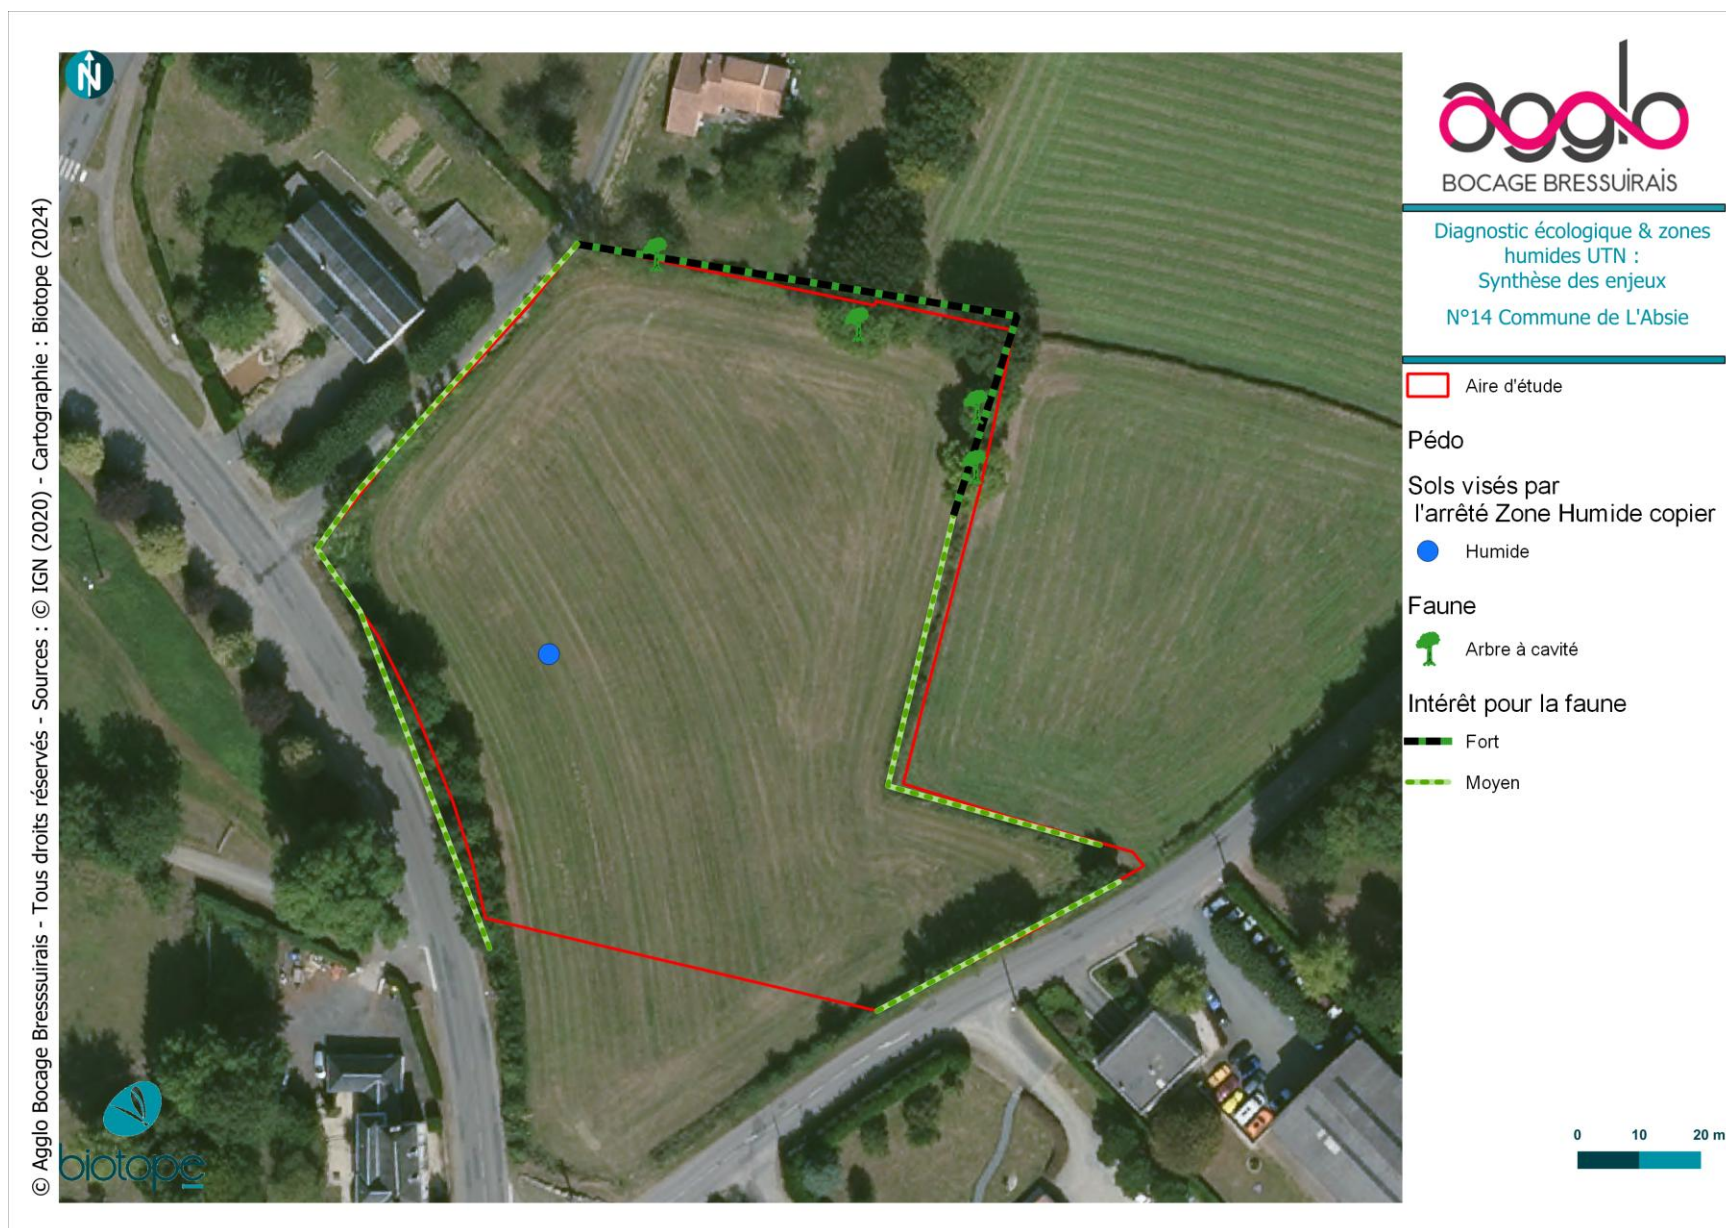 N
© Agglo Bocage Bressuirais - Tous droits réservés - Sources : © IGN (2020) - Cartographie : Biotope (2024)
agglo
BOCAGE BRESSUIRAIS
Diagnostic écologique & zones
humides UTN :
Synthèse des enjeux
N°14 Commune de L'Absie
Aire d'étude
Pédo
Sols visés par
l'arrêté Zone Humide copier
Humide
Faune
Arbre à cavité
Intérêt pour la faune
Fort
Moyen
0 10 20 m
biotope